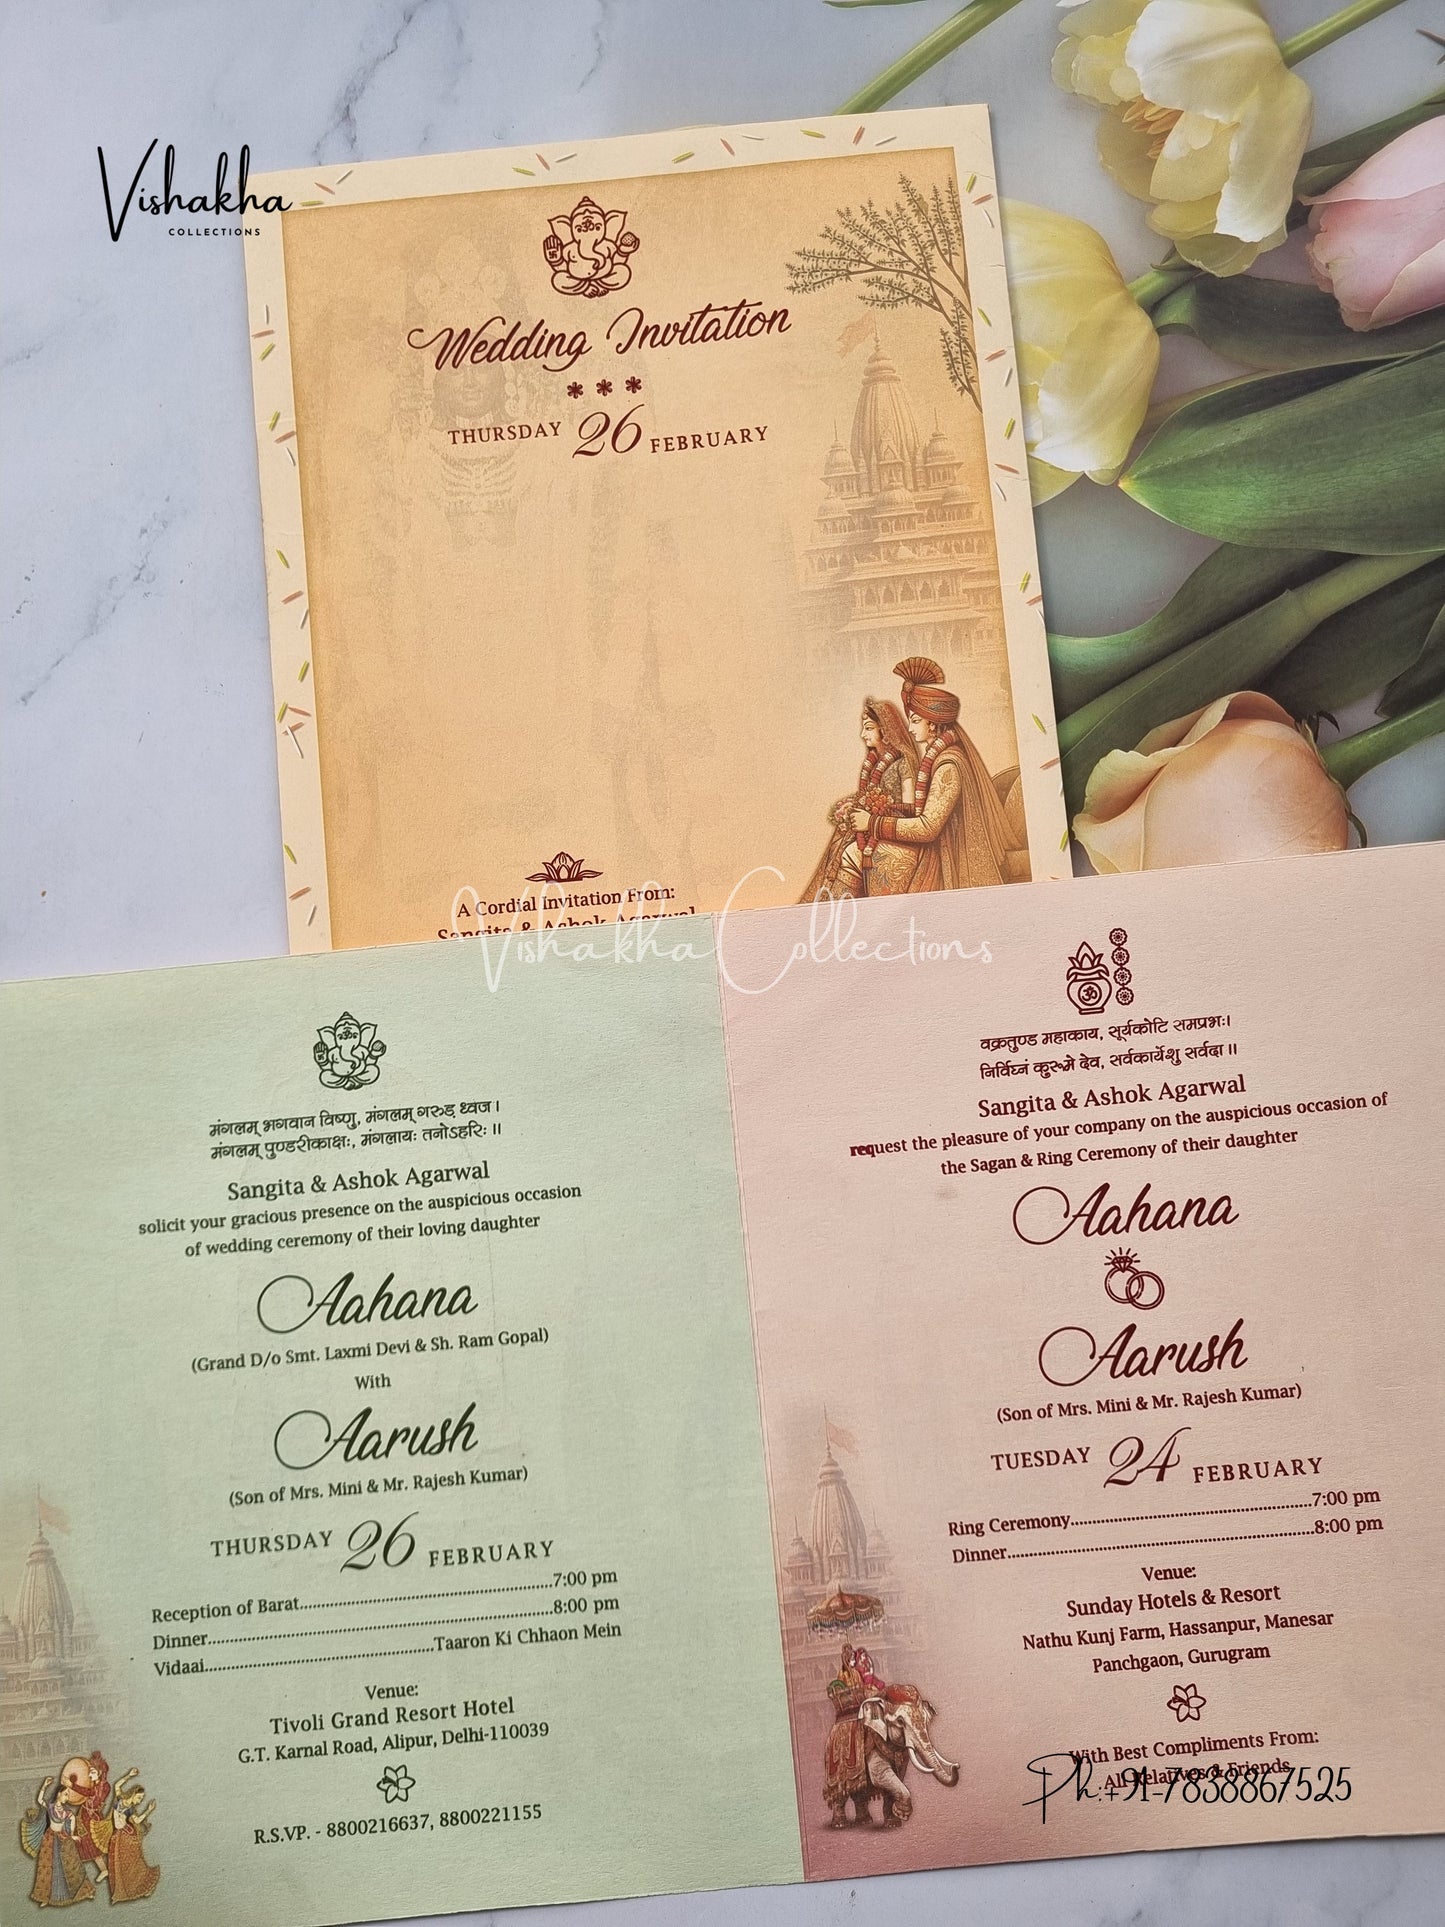 Vishakha
COLLECTIONS
Wedding Invitation
THURSDAY 26 FEBRUARY
A Cordial Invitation From:
Sangita & Ashok Agarwal
Vishakha Collections
मंगलम् भगवान विष्णु, मंगलम् गरुड़ ध्वज।
मंगलम् पुण्डरीकाक्षः, मंगलायः तनोऽहरिः॥
Sangita & Ashok Agarwal
solicit your gracious presence on the auspicious occasion
of wedding ceremony of their loving daughter
Aahana
(Grand D/o Smt. Laxmi Devi & Sh. Ram Gopal)
With
Aarush
(Son of Mrs. Mini & Mr. Rajesh Kumar)
THURSDAY 26 FEBRUARY
Reception of Barat..........................................................7:00 pm
Dinner...............................................................................8:00 pm
Vidaai....................................................Taaron Ki Chhaon Mein
Venue:
Tivoli Grand Resort Hotel
G.T. Karnal Road, Alipur, Delhi-110039
R.S.VP. - 8800216637, 8800221155
वक्रतुण्ड महाकाय, सूर्यकोटि समप्रभः।
निर्विघ्नं कुरूमे देव, सर्वकार्येशु सर्वदा॥
Sangita & Ashok Agarwal
request the pleasure of your company on the auspicious occasion of
the Sagan & Ring Ceremony of their daughter
Aahana
Aarush
(Son of Mrs. Mini & Mr. Rajesh Kumar)
TUESDAY 24 FEBRUARY
Ring Ceremony.......................................................7:00 pm
Dinner......................................................................8:00 pm
Venue:
Sunday Hotels & Resort
Nathu Kunj Farm, Hassanpur, Manesar
Panchgaon, Gurugram
With Best Compliments From:
All Relatives & Friends
Ph.:+91-7838867525